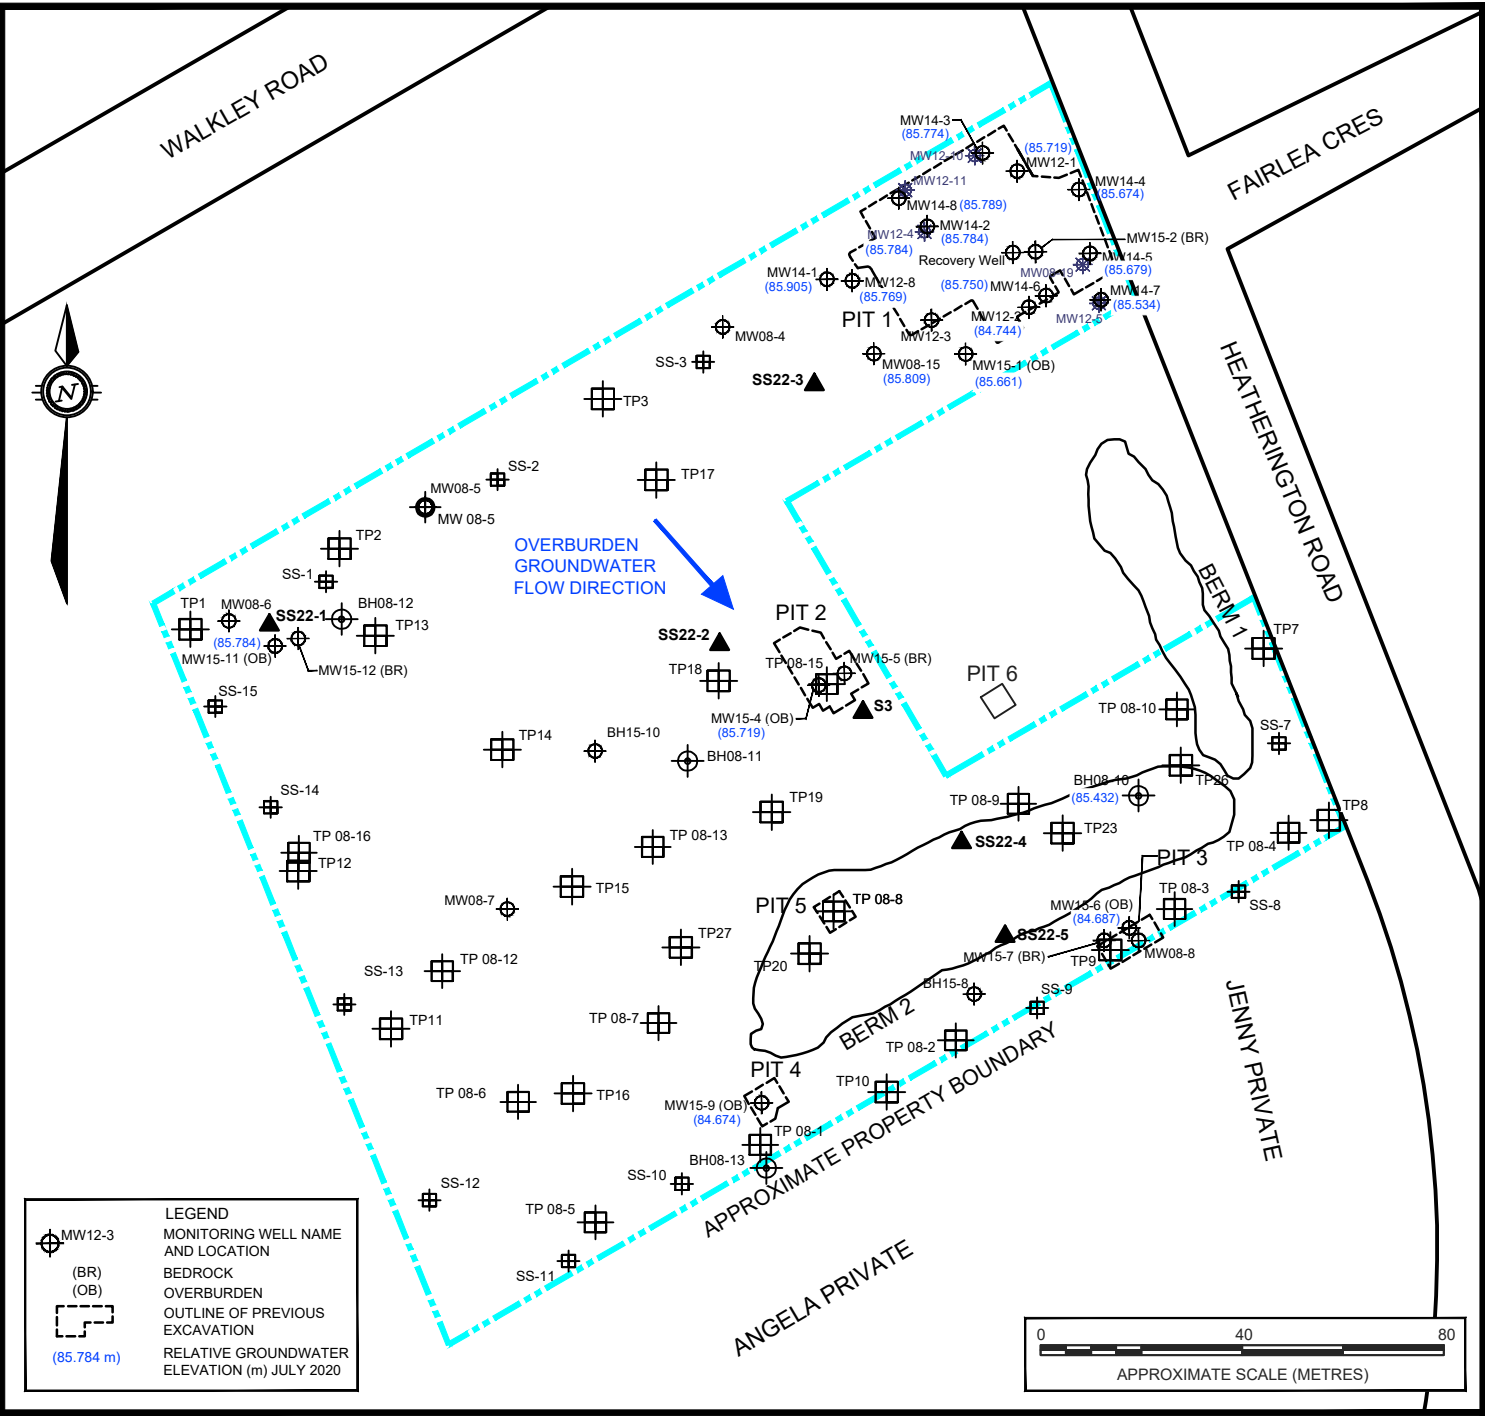 WALKLEY ROAD
FAIRLEA CRES
HEATHERINGTON ROAD
JENNY PRIVATE
ANGELA PRIVATE
APPROXIMATE PROPERTY BOUNDARY
N
MW14-3
(85.774)
MW12-10
(85.719)
MW12-1
MW14-4
(85.674)
MW12-11
MW14-8 (85.789)
MW12-4
MW14-2
(85.784)
(85.784)
MW15-2 (BR)
Recovery Well
MW14-5
(85.679)
MW08-19
MW14-1
(85.905)
MW12-8
(85.769)
(85.750)
MW14-6
MW14-7
(85.534)
MW12-5
MW12-2
(84.744)
PIT 1
MW12-3
MW08-4
MW08-15
(85.809)
MW15-1 (OB)
(85.661)
SS-3
SS22-3
TP3
SS-2
TP17
MW08-5
MW 08-5
OVERBURDEN
GROUNDWATER
FLOW DIRECTION
TP2
SS-1
TP1
MW08-6
SS22-1
BH08-12
TP13
(85.784)
MW15-11 (OB)
MW15-12 (BR)
SS-15
PIT 2
SS22-2
TP 08-15
MW15-5 (BR)
TP18
MW15-4 (OB)
(85.719)
S3
PIT 6
BERM 1
TP7
TP 08-10
SS-7
TP14
BH15-10
BH08-11
SS-14
TP19
TP 08-9
BH08-10
(85.432)
TP26
TP 08-16
TP12
TP 08-13
SS22-4
TP23
TP8
TP 08-4
PIT 3
TP15
MW08-7
PIT 5
TP 08-8
TP 08-3
SS-8
MW15-6 (OB)
(84.687)
SS22-5
TP27
TP20
MW15-7 (BR)
TP9
MW08-8
SS-13
TP 08-12
BH15-8
SS-9
TP11
TP 08-7
BERM 2
TP 08-2
PIT 4
TP10
TP 08-6
TP16
MW15-9 (OB)
(84.674)
TP 08-1
BH08-13
SS-12
SS-10
TP 08-5
SS-11
LEGEND
MW12-3
MONITORING WELL NAME
AND LOCATION
(BR)
BEDROCK
(OB)
OVERBURDEN
OUTLINE OF PREVIOUS
EXCAVATION
(85.784 m)
RELATIVE GROUNDWATER
ELEVATION (m) JULY 2020
0 40 80
APPROXIMATE SCALE (METRES)